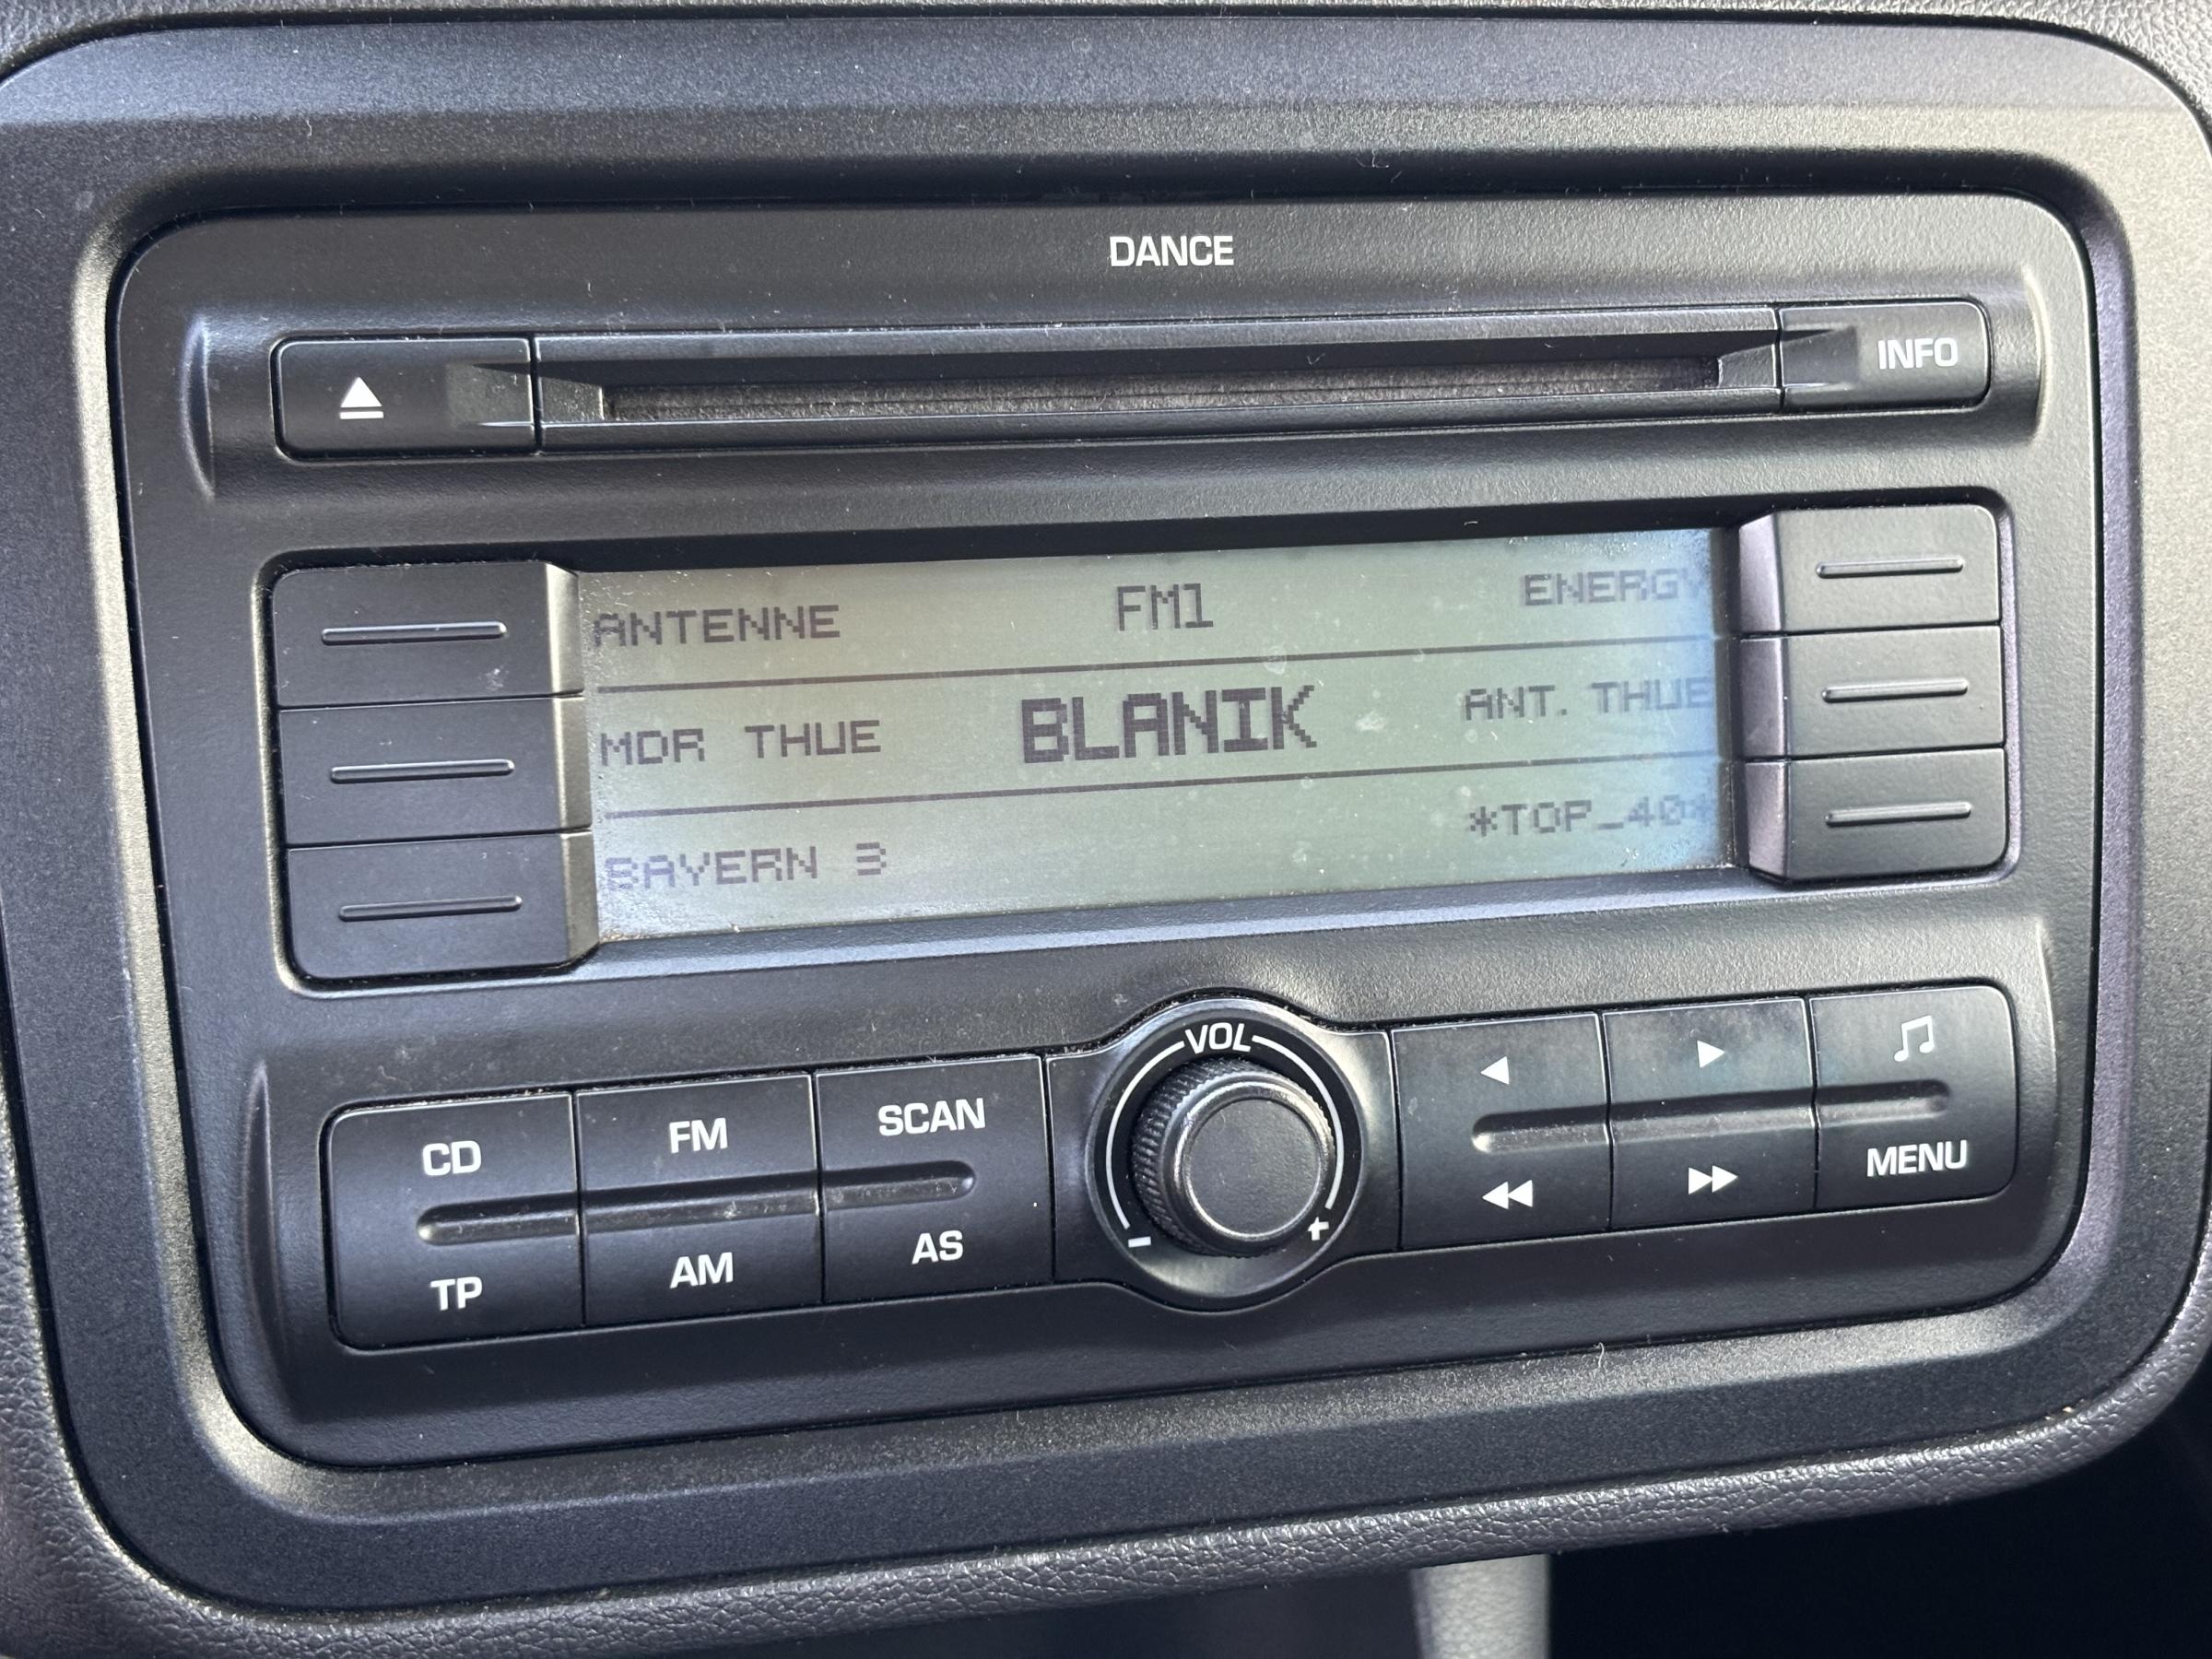 DANCE
INFO
ANTENNE FM1 ENERGY
MDR THUE BLANIK ANT. THUE
BAYERN 3 *TOP_40*
VOL
CD FM SCAN
TP AM AS
- +
MENU